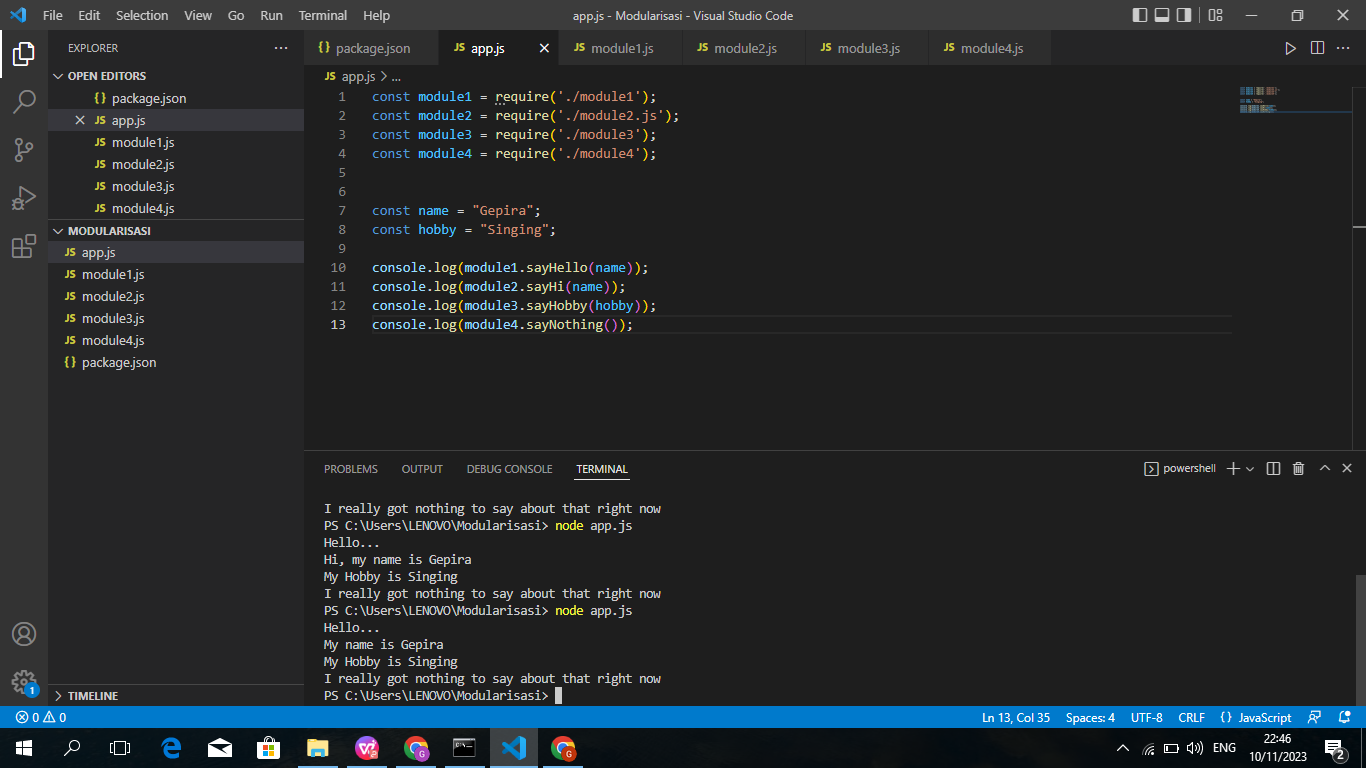 File Edit Selection View Go Run Terminal Help app.js - Modularisasi - Visual Studio Code
EXPLORER
OPEN EDITORS
{} package.json
JS app.js
JS module1.js
JS module2.js
JS module3.js
JS module4.js
MODULARISASI
JS app.js
JS module1.js
JS module2.js
JS module3.js
JS module4.js
{} package.json
TIMELINE
1
{} package.json JS app.js JS module1.js JS module2.js JS module3.js JS module4.js
JS app.js > ...
1 const module1 = require('./module1');
2 const module2 = require('./module2.js');
3 const module3 = require('./module3');
4 const module4 = require('./module4');
5
6
7 const name = "Gepira";
8 const hobby = "Singing";
9
10 console.log(module1.sayHello(name));
11 console.log(module2.sayHi(name));
12 console.log(module3.sayHobby(hobby));
13 console.log(module4.sayNothing());
PROBLEMS OUTPUT DEBUG CONSOLE TERMINAL powershell
I really got nothing to say about that right now
PS C:\Users\LENOVO\Modularisasi> node app.js
Hello...
Hi, my name is Gepira
My Hobby is Singing
I really got nothing to say about that right now
PS C:\Users\LENOVO\Modularisasi> node app.js
Hello...
My name is Gepira
My Hobby is Singing
I really got nothing to say about that right now
PS C:\Users\LENOVO\Modularisasi>
0 0 Ln 13, Col 35 Spaces: 4 UTF-8 CRLF {} JavaScript
ENG 22:46
10/11/2023 2